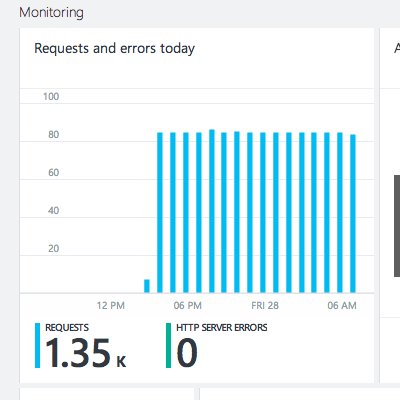 Monitoring
Requests and errors today
A
100
80
60
40
20
12 PM 06 PM FRI 28 06 AM
REQUESTS HTTP SERVER ERRORS
1.35 K 0